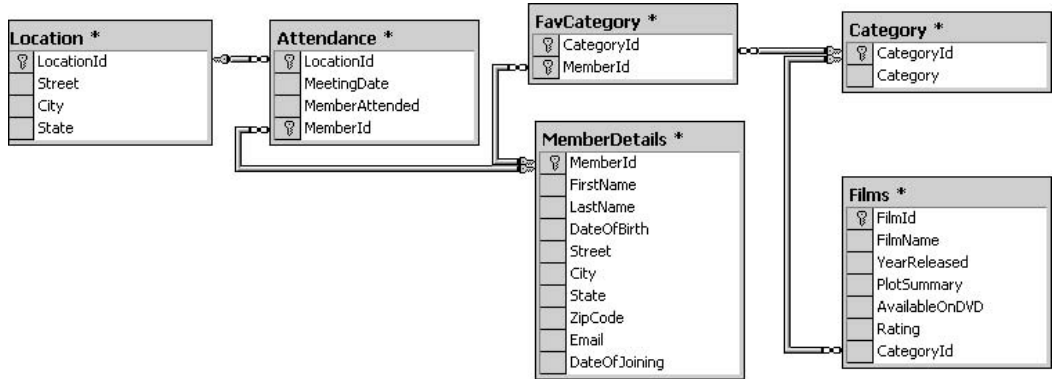 Location *
LocationId
Street
City
State
Attendance *
LocationId
MeetingDate
MemberAttended
MemberId
FavCategory *
CategoryId
MemberId
Category *
CategoryId
Category
MemberDetails *
MemberId
FirstName
LastName
DateOfBirth
Street
City
State
ZipCode
Email
DateOfJoining
Films *
FilmId
FilmName
YearReleased
PlotSummary
AvailableOnDVD
Rating
CategoryId